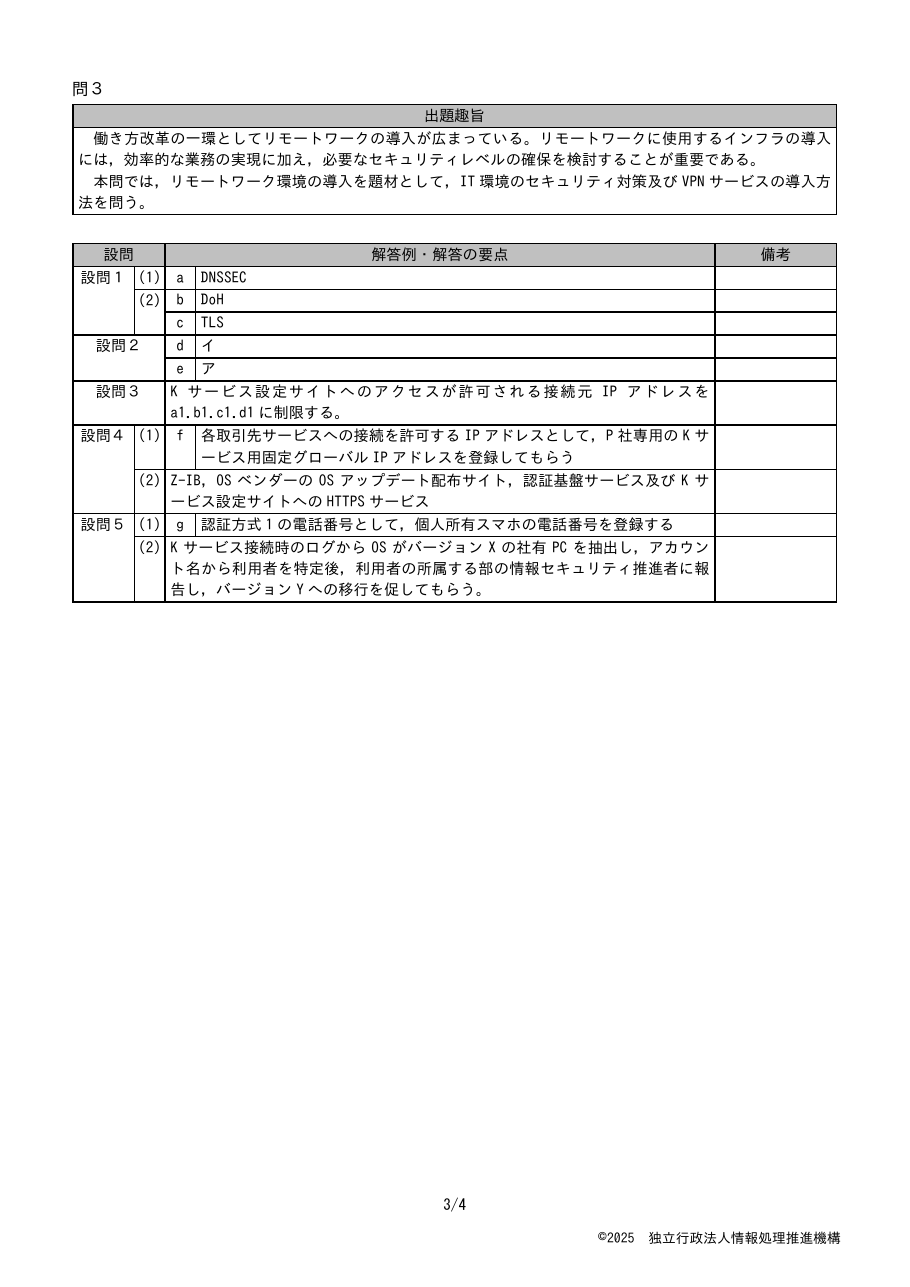 問３
出題趣旨
働き方改革の一環としてリモートワークの導入が広まっている。リモートワークに使用するインフラの導入
には，効率的な業務の実現に加え，必要なセキュリティレベルの確保を検討することが重要である。
本問では，リモートワーク環境の導入を題材として，IT 環境のセキュリティ対策及び VPN サービスの導入方
法を問う。
設問 解答例・解答の要点 備考
設問１ (1) a DNSSEC
(2) b DoH
c TLS
設問２ d イ
e ア
設問３ K サービス設定サイトへのアクセスが許可される接続元 IP アドレスを
a1.b1.c1.d1 に制限する。
設問４ (1) f 各取引先サービスへの接続を許可する IP アドレスとして，P 社専用の K サ
ービス用固定グローバル IP アドレスを登録してもらう
(2) Z-IB，OS ベンダーの OS アップデート配布サイト，認証基盤サービス及び K サ
ービス設定サイトへの HTTPS サービス
設問５ (1) g 認証方式 1 の電話番号として，個人所有スマホの電話番号を登録する
(2) K サービス接続時のログから OS がバージョン X の社有 PC を抽出し，アカウン
ト名から利用者を特定後，利用者の所属する部の情報セキュリティ推進者に報
告し，バージョン Y への移行を促してもらう。
3/4
©2025　独立行政法人情報処理推進機構